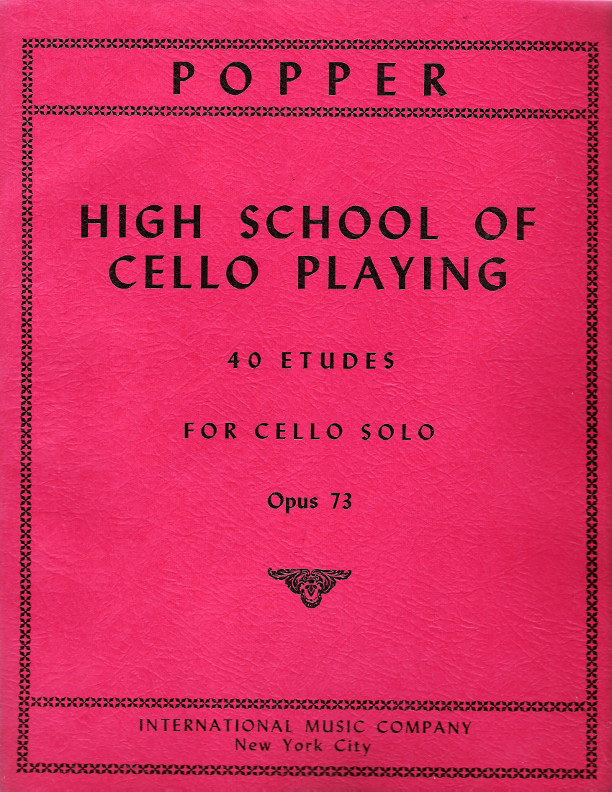 POPPER
HIGH SCHOOL OF
CELLO PLAYING
40 ETUDES
FOR CELLO SOLO
Opus 73
INTERNATIONAL MUSIC COMPANY
New York City